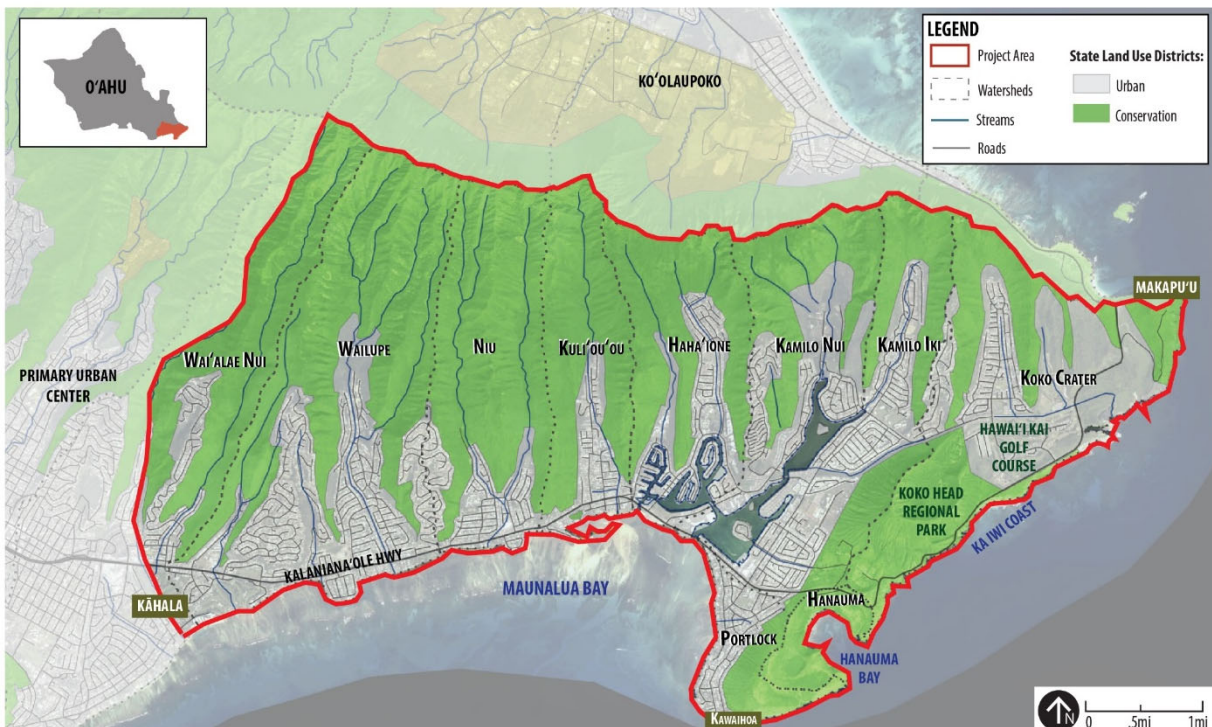 O‘AHU
KO‘OLAUPOKO
LEGEND
Project Area
Watersheds
Streams
Roads
State Land Use Districts:
Urban
Conservation
MAKAPU‘U
PRIMARY URBAN
CENTER
WAI‘ALAE NUI
WAILUPE
NIU
KULI‘OU‘OU
HAHA‘IONE
KAMILO NUI
KAMILO IKI
KOKO CRATER
HAWAI‘I KAI
GOLF
COURSE
KOKO HEAD
REGIONAL
PARK
KA IWI COAST
KALANIANA‘OLE HWY
KĀHALA
MAUNALUA BAY
HANAUMA
PORTLOCK
HANAUMA
BAY
KAWAIHOA
N
0 .5mi 1mi